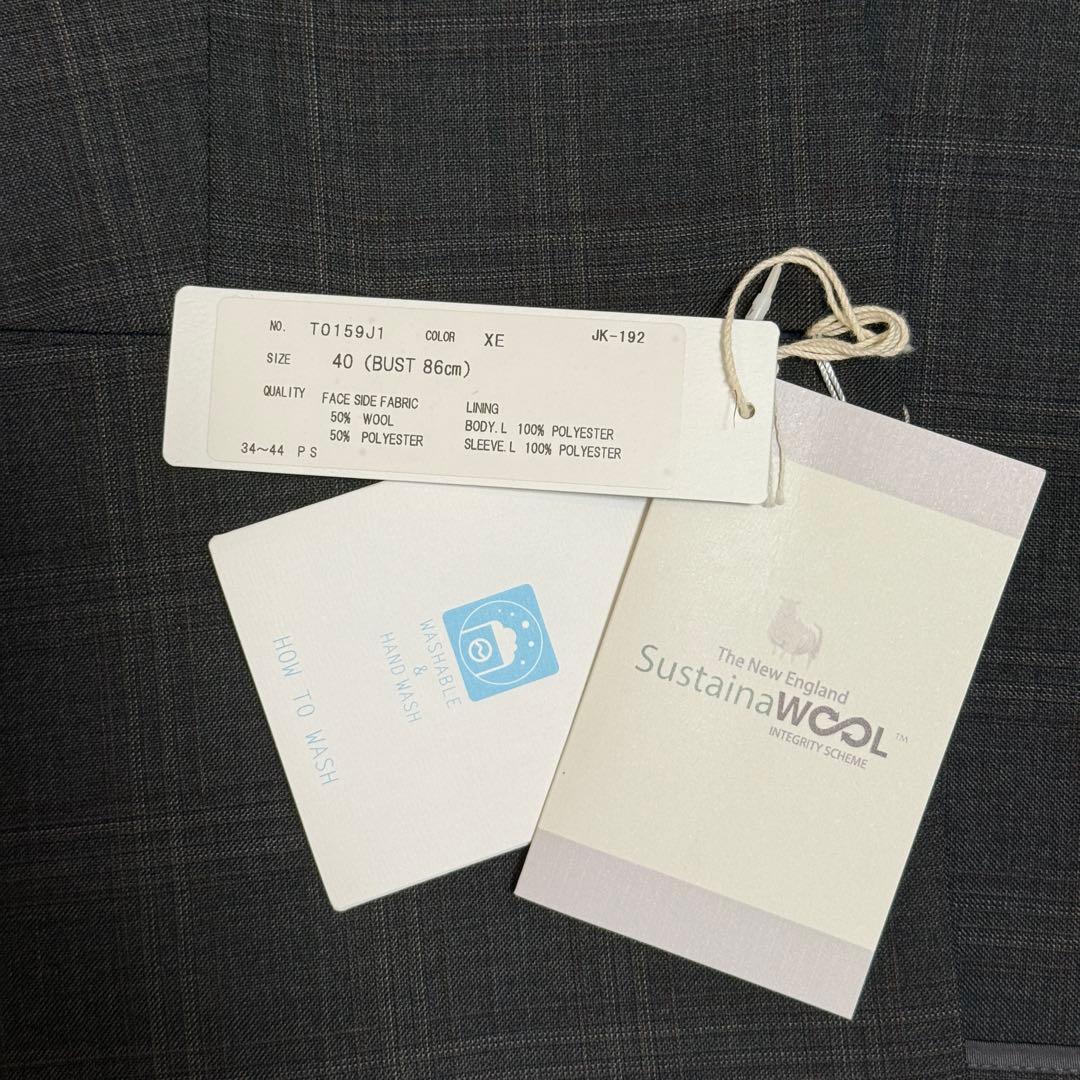 NO. T0159J1 COLOR XE JK-192
SIZE 40 (BUST 86cm)
QUALITY FACE SIDE FABRIC
50% WOOL
50% POLYESTER
LINING
BODY.L 100% POLYESTER
SLEEVE.L 100% POLYESTER
34~44 PS
HOW TO WASH
WASHABLE
&
HAND WASH
The New England
SustainaWOOL™
INTEGRITY SCHEME